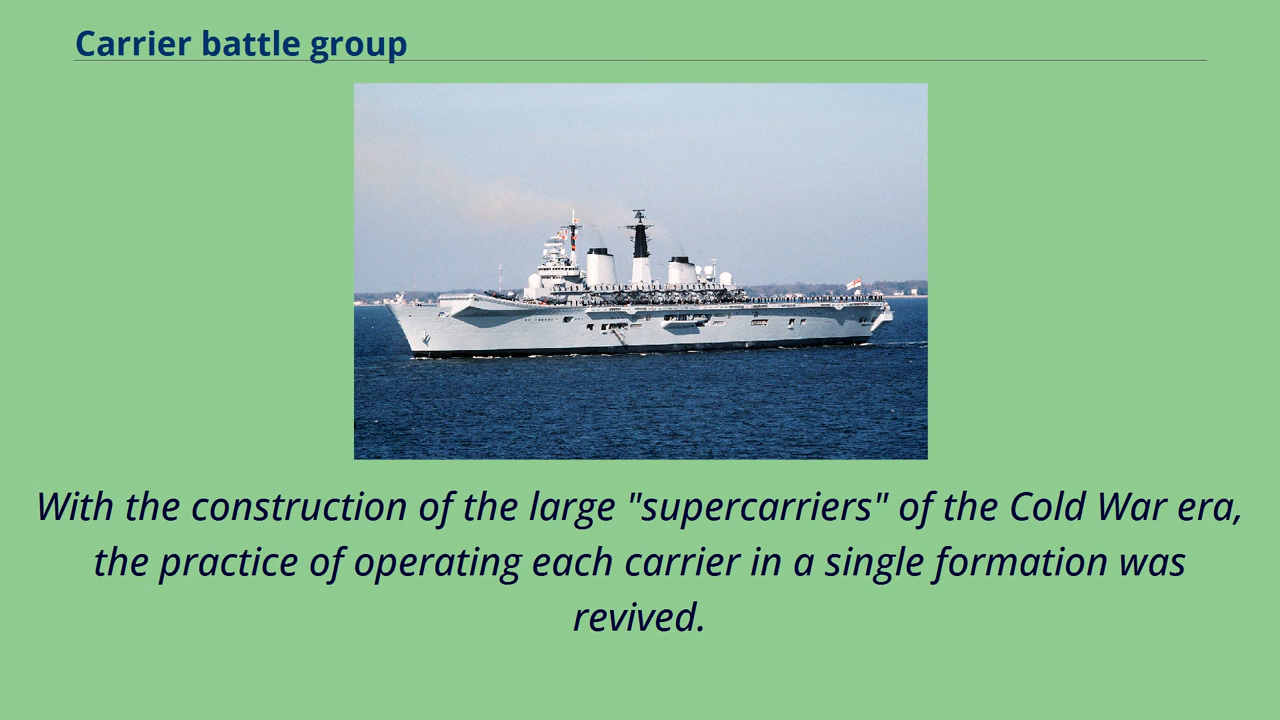 Carrier battle group
With the construction of the large "supercarriers" of the Cold War era,
the practice of operating each carrier in a single formation was
revived.